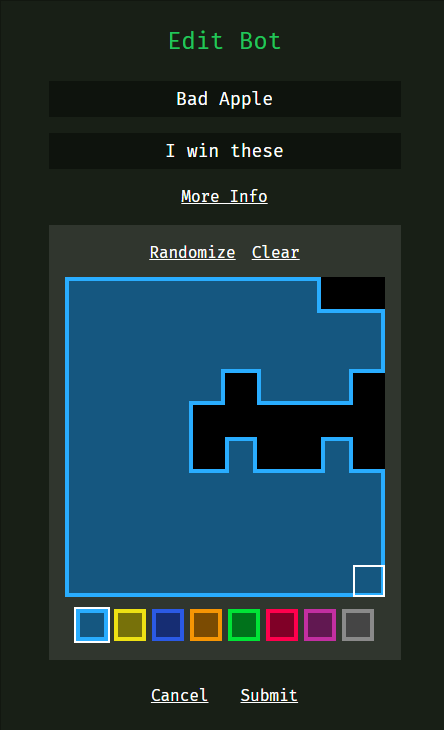 Edit Bot
Bad Apple
I win these
More Info
Randomize Clear
Cancel Submit